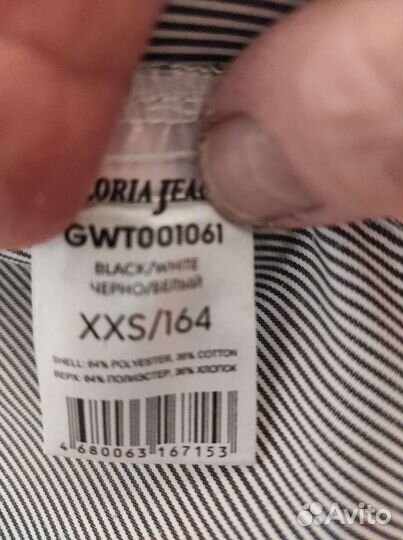 LORIA JEA
GWT001061
BLACK/WHITE
ЧЕРНО/БЕЛЫЙ
XXS/164
SHELL: 64% POLYESTER, 36% COTTON
ВЕРХ: 64% ПОЛИЭСТЕР, 36% ХЛОПОК
4 680063 167153
Avito